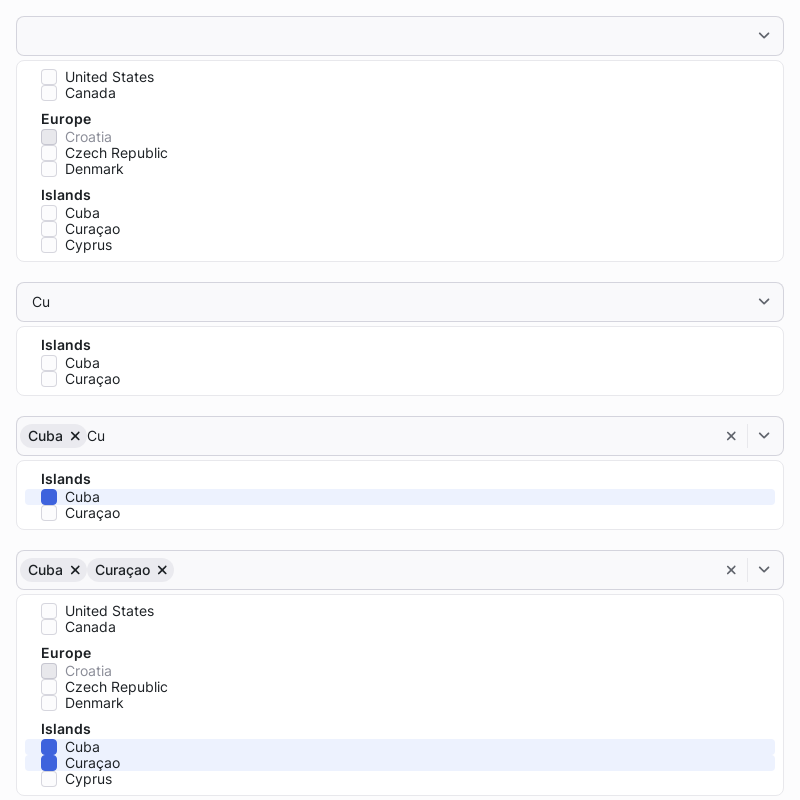 United States
Canada
Europe
Croatia
Czech Republic
Denmark
Islands
Cuba
Curaçao
Cyprus
Cu
Islands
Cuba
Curaçao
Cuba Cu
Islands
Cuba
Curaçao
Cuba Curaçao
United States
Canada
Europe
Croatia
Czech Republic
Denmark
Islands
Cuba
Curaçao
Cyprus